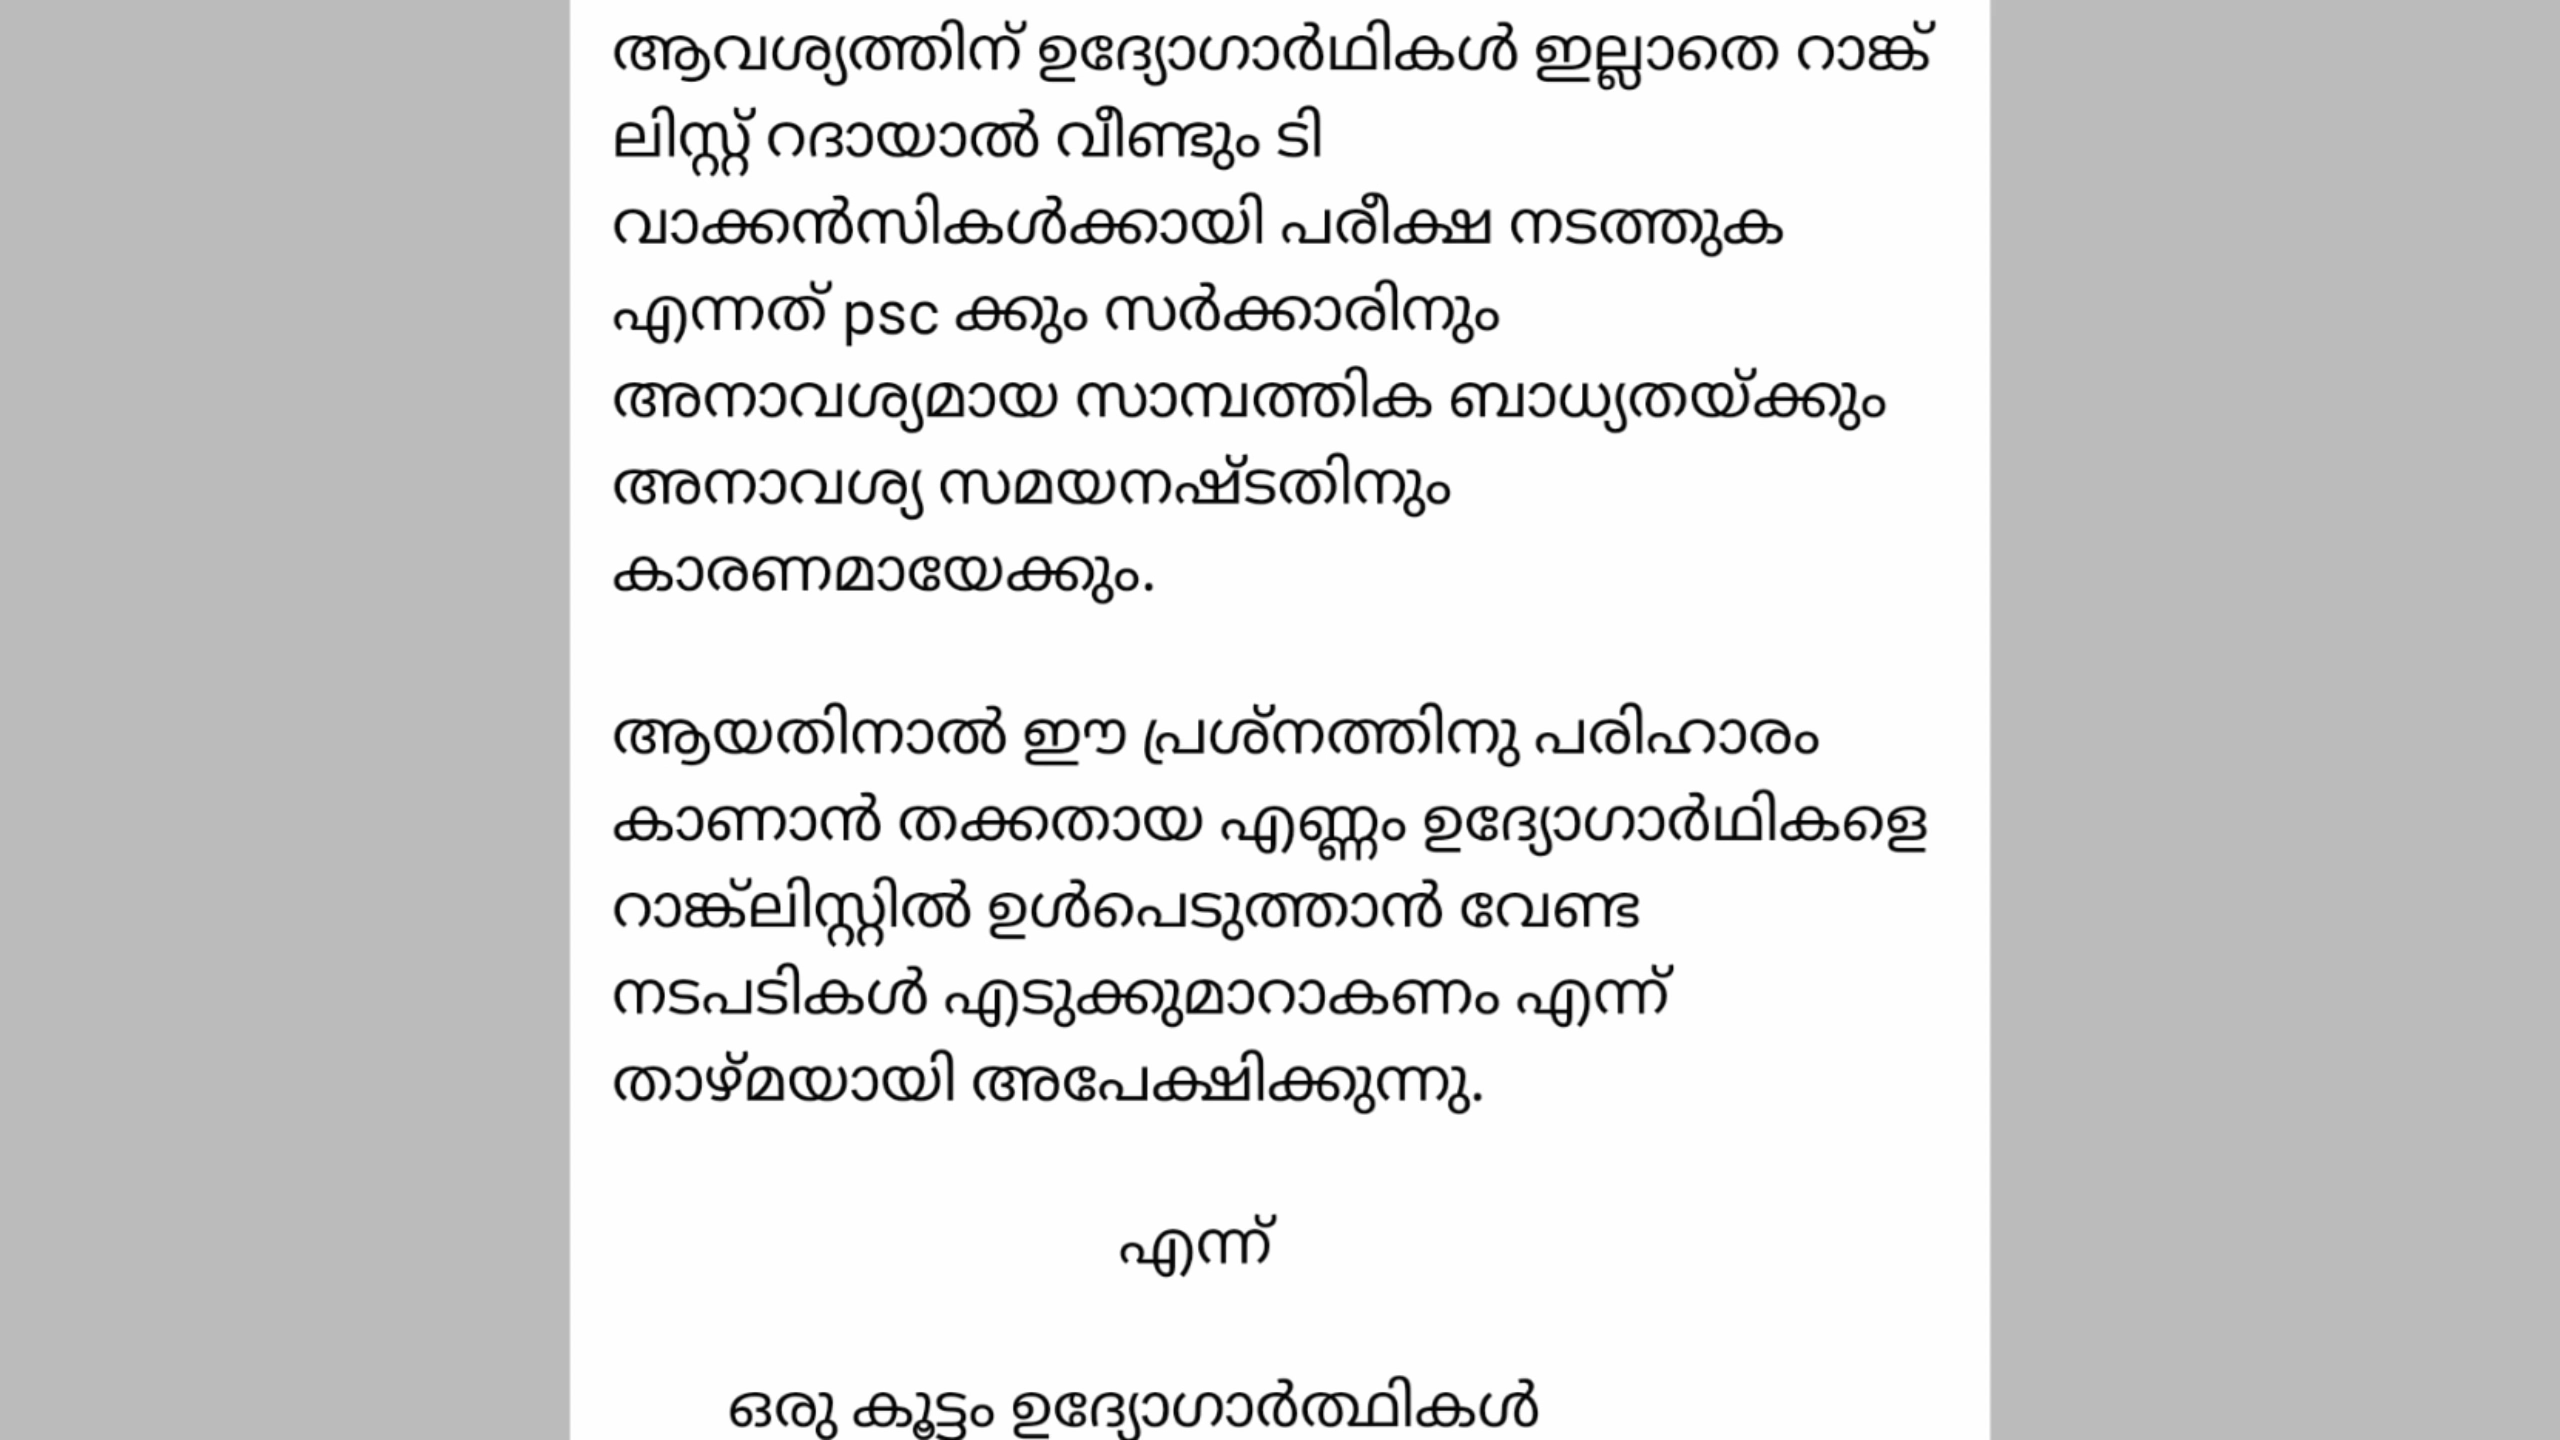 ആവശ്യത്തിന് ഉദ്യോഗാർഥികൾ ഇല്ലാതെ റാങ്ക്
ലിസ്റ്റ് റദായാൽ വീണ്ടും ടി
വാക്കൻസികൾക്കായി പരീക്ഷ നടത്തുക
എന്നത് psc ക്കും സർക്കാരിനും
അനാവശ്യമായ സാമ്പത്തിക ബാധ്യതയ്ക്കും
അനാവശ്യ സമയനഷ്ടതിനും
കാരണമായേക്കും.
ആയതിനാൽ ഈ പ്രശ്നത്തിനു പരിഹാരം
കാണാൻ തക്കതായ എണ്ണം ഉദ്യോഗാർഥികളെ
റാങ്ക്‌ലിസ്റ്റിൽ ഉൾപെടുത്താൻ വേണ്ട
നടപടികൾ എടുക്കുമാറാകണം എന്ന്
താഴ്മയായി അപേക്ഷിക്കുന്നു.
എന്ന്
ഒരു കൂട്ടം ഉദ്യോഗാർത്ഥികൾ